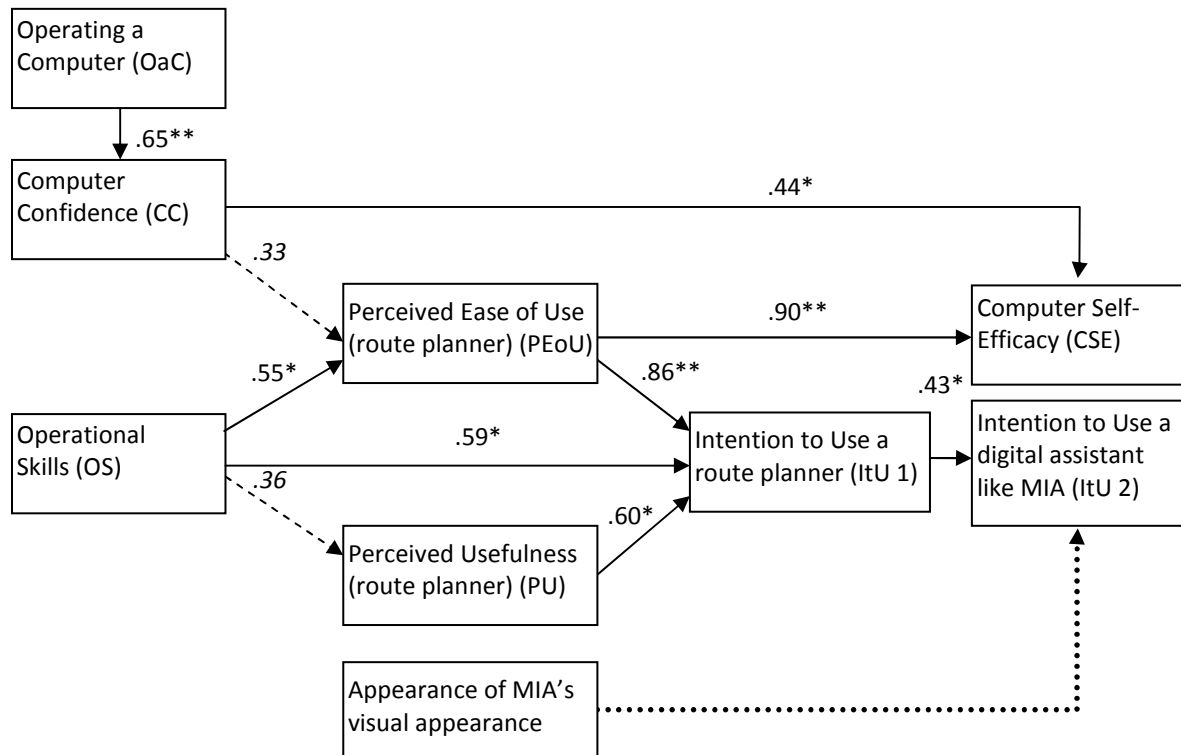 Operating a
Computer (OaC)
.65**
Computer
Confidence (CC)
.44*
.33
Perceived Ease of Use
(route planner) (PEoU)
.90**
Computer Self-
Efficacy (CSE)
.55*
.86**
.43*
Operational
Skills (OS)
.59*
Intention to Use a
route planner (ItU 1)
Intention to Use a
digital assistant
like MIA (ItU 2)
.36
.60*
Perceived Usefulness
(route planner) (PU)
Appearance of MIA’s
visual appearance